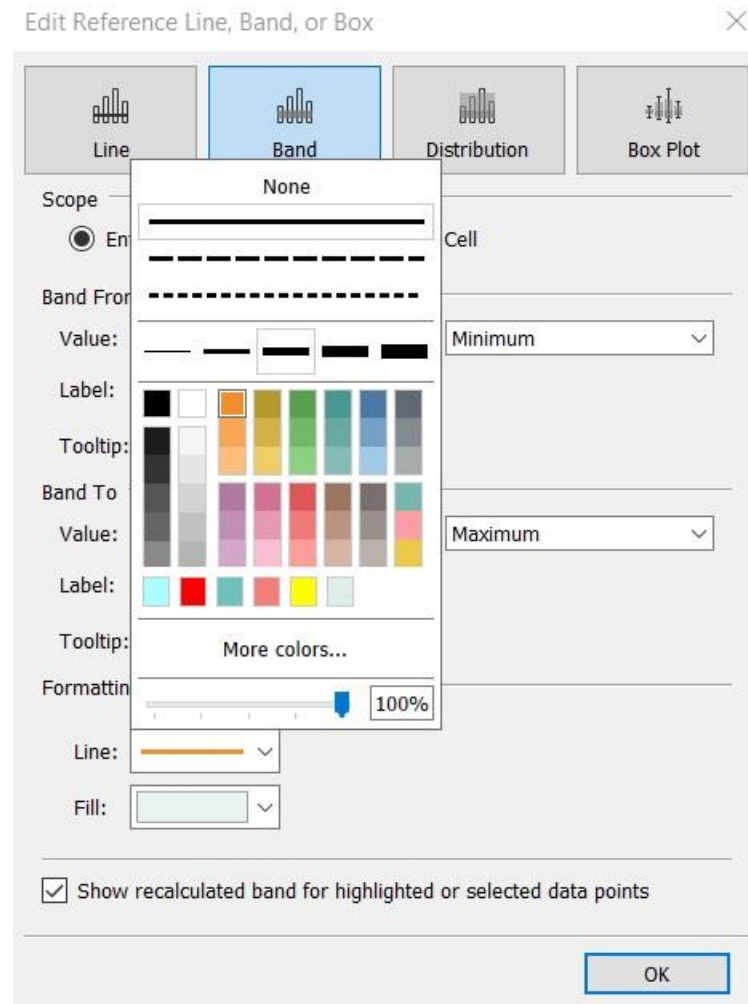 Edit Reference Line, Band, or Box
Line Band Distribution Box Plot
Scope
En Cell
Band Fror
Value: Minimum
Label:
Tooltip:
Band To
Value: Maximum
Label:
Tooltip:
Formattin
Line:
Fill:
None
More colors...
100%
Show recalculated band for highlighted or selected data points
OK